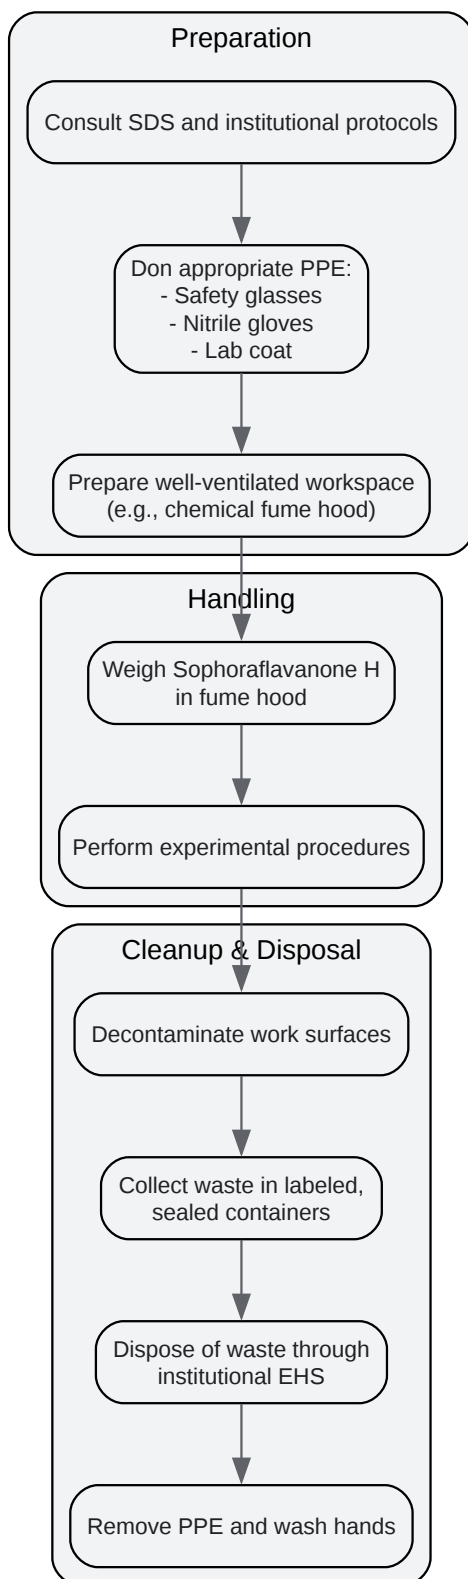 Preparation
Consult SDS and institutional protocols
Don appropriate PPE:
- Safety glasses
- Nitrile gloves
- Lab coat
Prepare well-ventilated workspace
(e.g., chemical fume hood)
Handling
Weigh Sophoraflavanone H
in fume hood
Perform experimental procedures
Cleanup & Disposal
Decontaminate work surfaces
Collect waste in labeled,
sealed containers
Dispose of waste through
institutional EHS
Remove PPE and wash hands